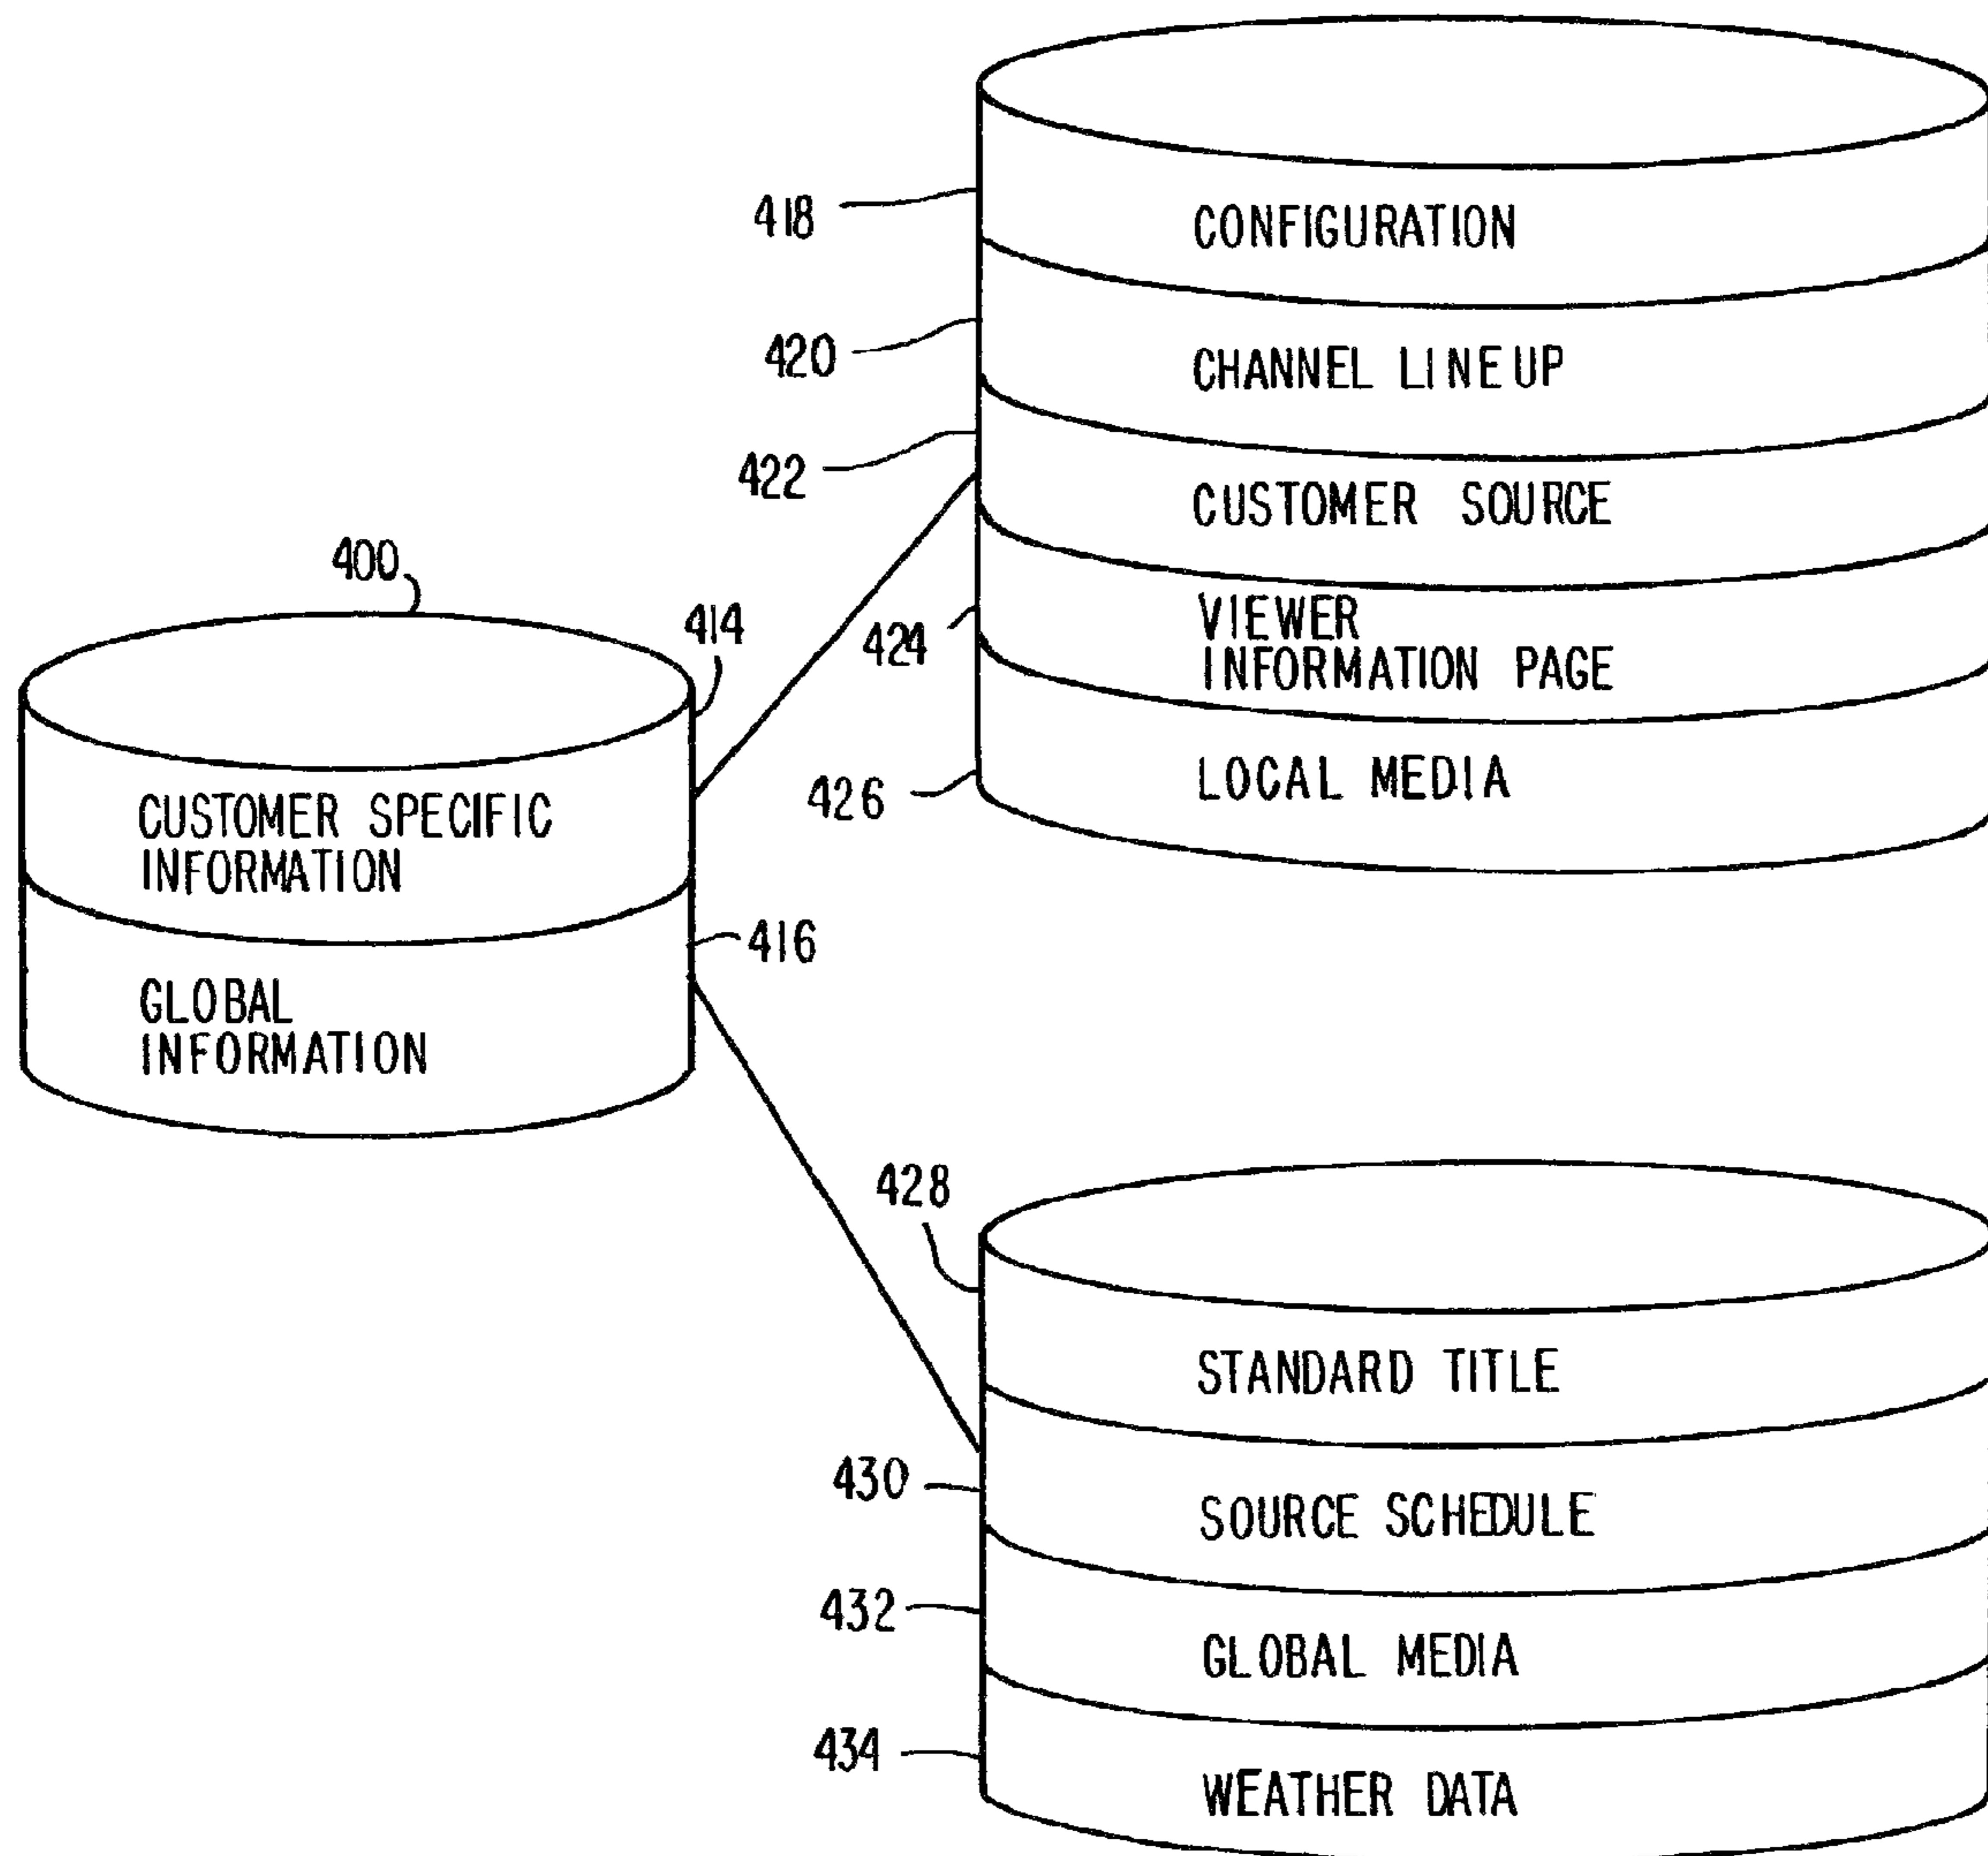 418
CONFIGURATION
420
CHANNEL LINEUP
422
CUSTOMER SOURCE
424
VIEWER
INFORMATION PAGE
426
LOCAL MEDIA
400
414
CUSTOMER SPECIFIC
INFORMATION
416
GLOBAL
INFORMATION
428
STANDARD TITLE
430
SOURCE SCHEDULE
432
GLOBAL MEDIA
434
WEATHER DATA